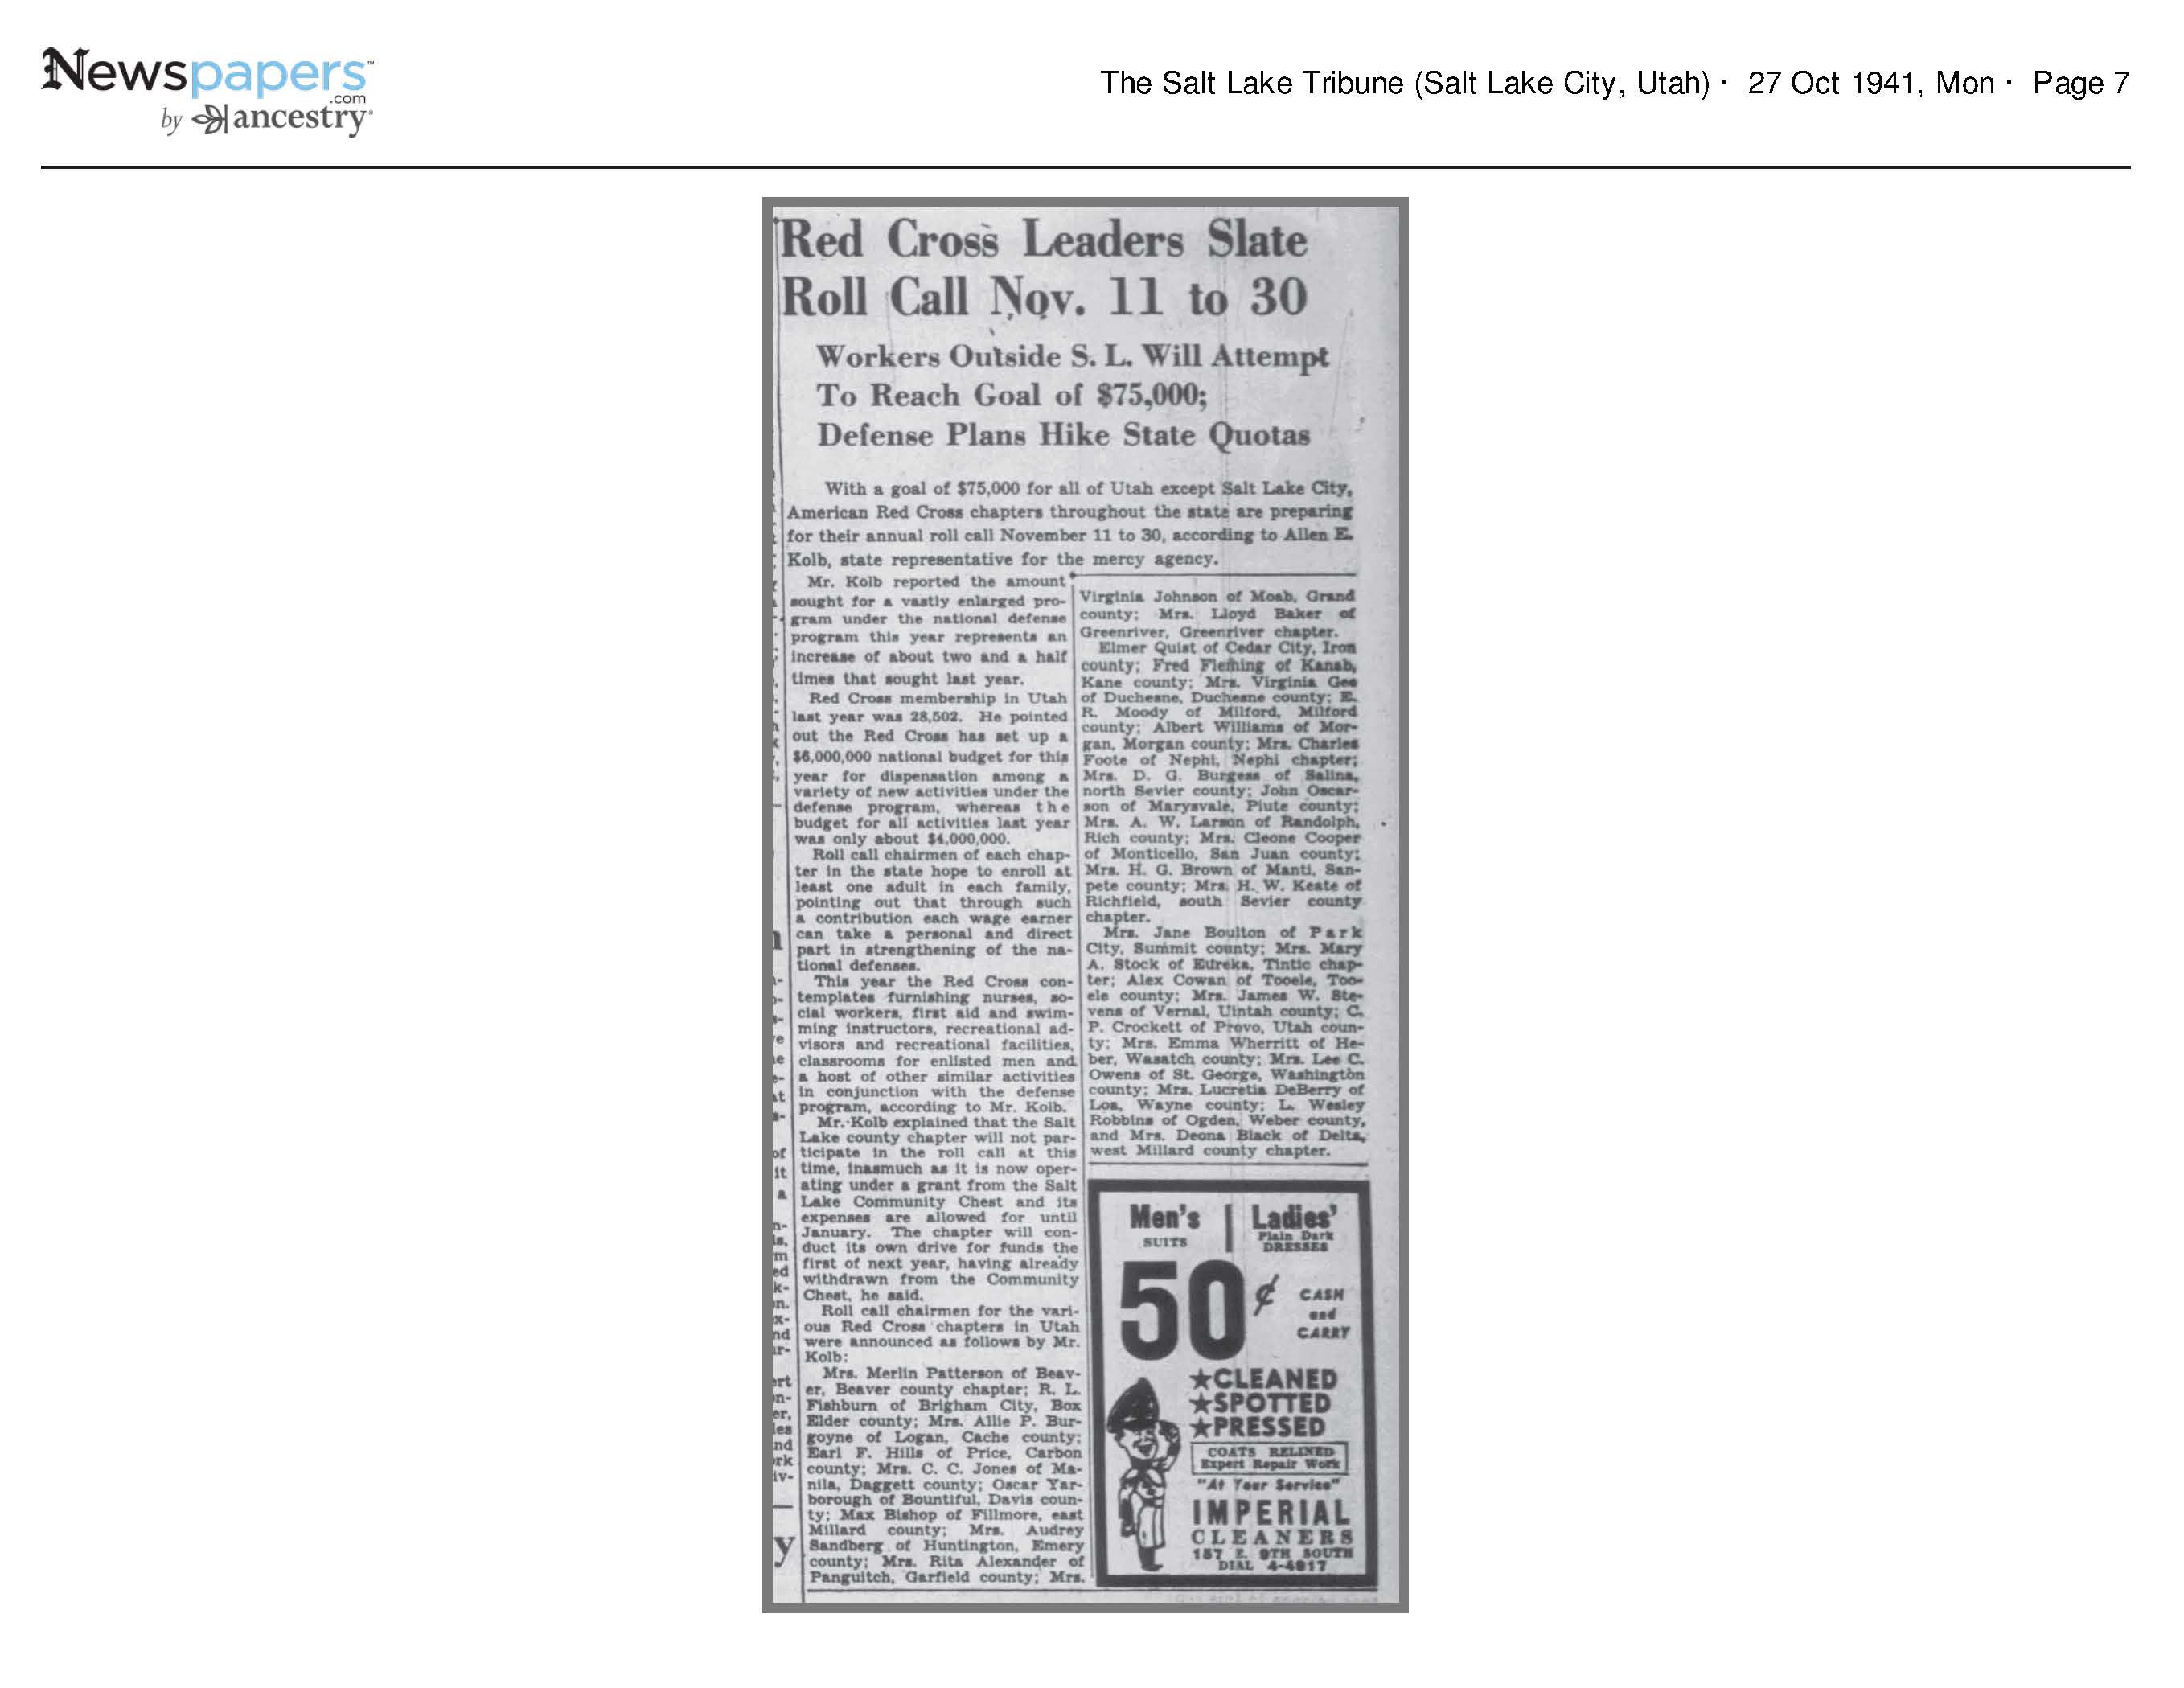 Newspapers™
.com
by ancestry®
The Salt Lake Tribune (Salt Lake City, Utah) · 27 Oct 1941, Mon · Page 7
Red Cross Leaders Slate
Roll Call Nov. 11 to 30
Workers Outside S. L. Will Attempt
To Reach Goal of $75,000;
Defense Plans Hike State Quotas
With a goal of $75,000 for all of Utah except Salt Lake City,
American Red Cross chapters throughout the state are preparing
for their annual roll call November 11 to 30, according to Allen E.
Kolb, state representative for the mercy agency.
Mr. Kolb reported the amount
sought for a vastly enlarged pro-
gram under the national defense
program this year represents an
increase of about two and a half
times that sought last year.
Red Cross membership in Utah
last year was 28,502. He pointed
out the Red Cross has set up a
$6,000,000 national budget for this
year for dispensation among a
variety of new activities under the
defense program, whereas the
budget for all activities last year
was only about $4,000,000.
Roll call chairmen of each chap-
ter in the state hope to enroll at
least one adult in each family,
pointing out that through such
a contribution each wage earner
can take a personal and direct
part in strengthening of the na-
tional defenses.
This year the Red Cross con-
templates furnishing nurses, so-
cial workers, first aid and swim-
ming instructors, recreational ad-
visors and recreational facilities,
classrooms for enlisted men and
a host of other similar activities
in conjunction with the defense
program, according to Mr. Kolb.
Mr. Kolb explained that the Salt
Lake county chapter will not par-
ticipate in the roll call at this
time, inasmuch as it is now oper-
ating under a grant from the Salt
Lake Community Chest and its
expenses are allowed for until
January. The chapter will con-
duct its own drive for funds the
first of next year, having already
withdrawn from the Community
Chest, he said.
Roll call chairmen for the vari-
ous Red Cross chapters in Utah
were announced as follows by Mr.
Kolb:
Mrs. Merlin Patterson of Beav-
er, Beaver county chapter; R. L.
Fishburn of Brigham City, Box
Elder county; Mrs. Allie P. Bur-
goyne of Logan, Cache county;
Earl F. Hills of Price, Carbon
county; Mrs. C. C. Jones of Ma-
nila, Daggett county; Oscar Yar-
borough of Bountiful, Davis coun-
ty; Max Bishop of Fillmore, east
Millard county; Mrs. Audrey
Sandberg of Huntington, Emery
county; Mrs. Rita Alexander of
Panguitch, Garfield county; Mrs.
Virginia Johnson of Moab, Grand
county; Mrs. Lloyd Baker of
Greenriver, Greenriver chapter.
Elmer Quist of Cedar City, Iron
county; Fred Fleming of Kanab,
Kane county; Mrs. Virginia Gee
of Duchesne, Duchesne county; E.
R. Moody of Milford, Milford
county; Albert Williams of Mor-
gan, Morgan county; Mrs. Charles
Foote of Nephi, Nephi chapter;
Mrs. D. G. Burgess of Salina,
north Sevier county; John Oscar-
son of Marysvale, Piute county;
Mrs. A. W. Larson of Randolph,
Rich county; Mrs. Cleone Cooper
of Monticello, San Juan county;
Mrs. H. G. Brown of Manti, San-
pete county; Mrs. H. W. Keate of
Richfield, south Sevier county
chapter.
Mrs. Jane Boulton of Park
City, Summit county; Mrs. Mary
A. Stock of Eureka, Tintic chap-
ter; Alex Cowan of Tooele, Too-
ele county; Mrs. James W. Ste-
vens of Vernal, Uintah county; C.
P. Crockett of Provo, Utah coun-
ty; Mrs. Emma Wherritt of He-
ber, Wasatch county; Mrs. Lee C.
Owens of St. George, Washington
county; Mrs. Lucretia DeBerry of
Loa, Wayne county; L. Wesley
Robbins of Ogden, Weber county,
and Mrs. Deona Black of Delta,
west Millard county chapter.
Men's | Ladies'
SUITS Plain Dark
DRESSES
50¢ CASH
and
CARRY
★CLEANED
★SPOTTED
★PRESSED
COATS RELINED
Expert Repair Work
"At Your Service"
IMPERIAL
CLEANERS
157 E. 9TH SOUTH
DIAL 4-4817